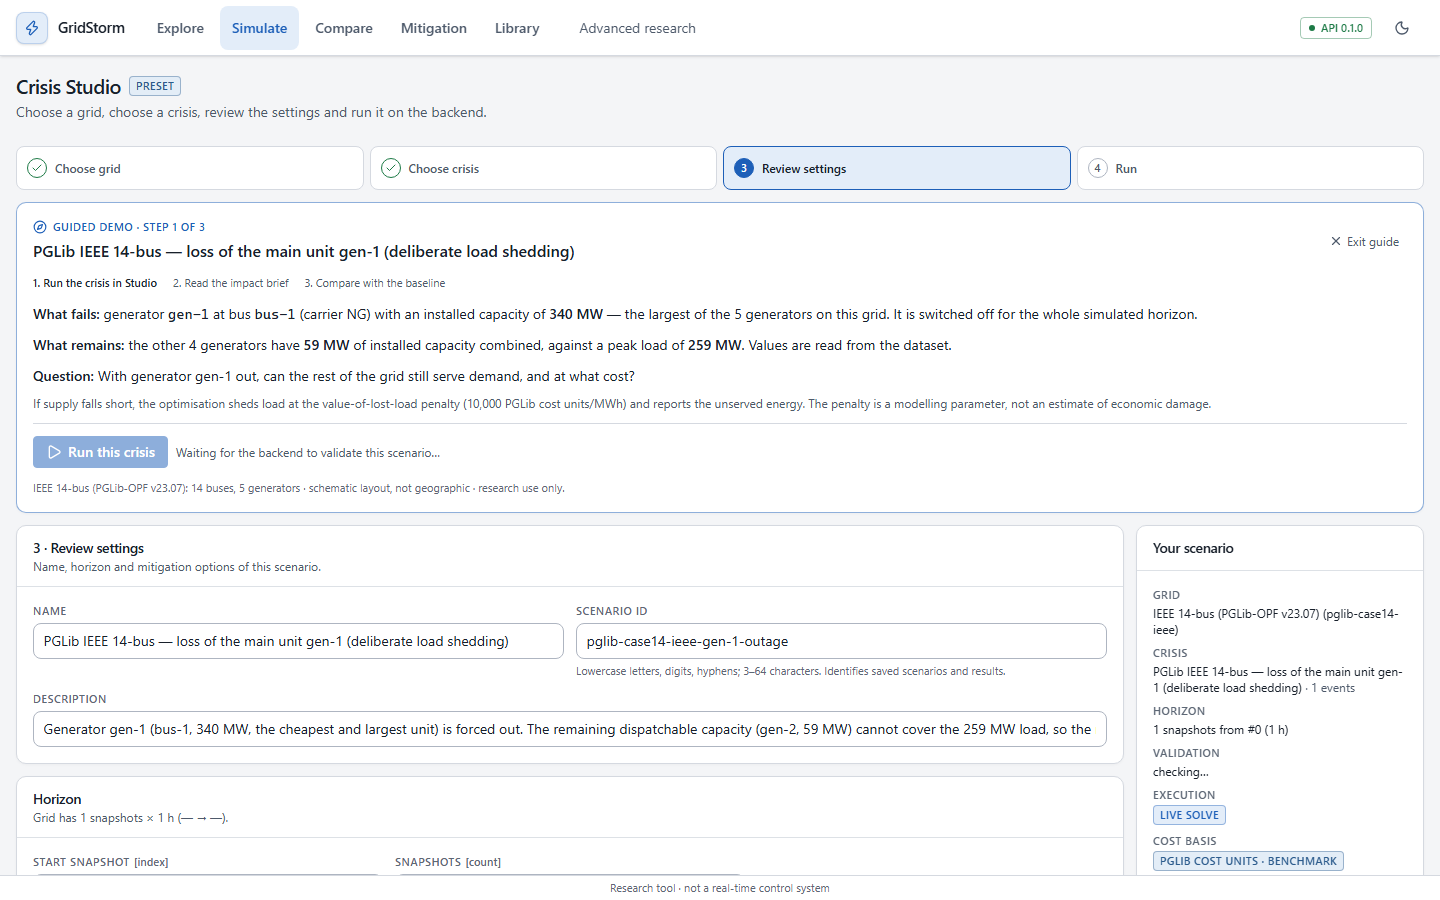 GridStorm
Explore
Simulate
Compare
Mitigation
Library
Advanced research
API 0.1.0
Crisis Studio
PRESET
Choose a grid, choose a crisis, review the settings and run it on the backend.
Choose grid
Choose crisis
3 Review settings
4 Run
GUIDED DEMO · STEP 1 OF 3
PGLib IEEE 14-bus — loss of the main unit gen-1 (deliberate load shedding)
Exit guide
1. Run the crisis in Studio
2. Read the impact brief
3. Compare with the baseline
What fails: generator gen-1 at bus bus-1 (carrier NG) with an installed capacity of 340 MW — the largest of the 5 generators on this grid. It is switched off for the whole simulated horizon.
What remains: the other 4 generators have 59 MW of installed capacity combined, against a peak load of 259 MW. Values are read from the dataset.
Question: With generator gen-1 out, can the rest of the grid still serve demand, and at what cost?
If supply falls short, the optimisation sheds load at the value-of-lost-load penalty (10,000 PGLib cost units/MWh) and reports the unserved energy. The penalty is a modelling parameter, not an estimate of economic damage.
Run this crisis
Waiting for the backend to validate this scenario...
IEEE 14-bus (PGLib-OPF v23.07): 14 buses, 5 generators · schematic layout, not geographic · research use only.
3 · Review settings
Name, horizon and mitigation options of this scenario.
NAME
PGLib IEEE 14-bus — loss of the main unit gen-1 (deliberate load shedding)
SCENARIO ID
pglib-case14-ieee-gen-1-outage
Lowercase letters, digits, hyphens; 3–64 characters. Identifies saved scenarios and results.
DESCRIPTION
Generator gen-1 (bus-1, 340 MW, the cheapest and largest unit) is forced out. The remaining dispatchable capacity (gen-2, 59 MW) cannot cover the 259 MW load, so the
Horizon
Grid has 1 snapshots × 1 h (— → —).
START SNAPSHOT [index]
SNAPSHOTS [count]
Your scenario
GRID
IEEE 14-bus (PGLib-OPF v23.07) (pglib-case14-
ieee)
CRISIS
PGLib IEEE 14-bus — loss of the main unit gen-
1 (deliberate load shedding) · 1 events
HORIZON
1 snapshots from #0 (1 h)
VALIDATION
checking...
EXECUTION
LIVE SOLVE
COST BASIS
PGLIB COST UNITS · BENCHMARK
Research tool · not a real-time control system